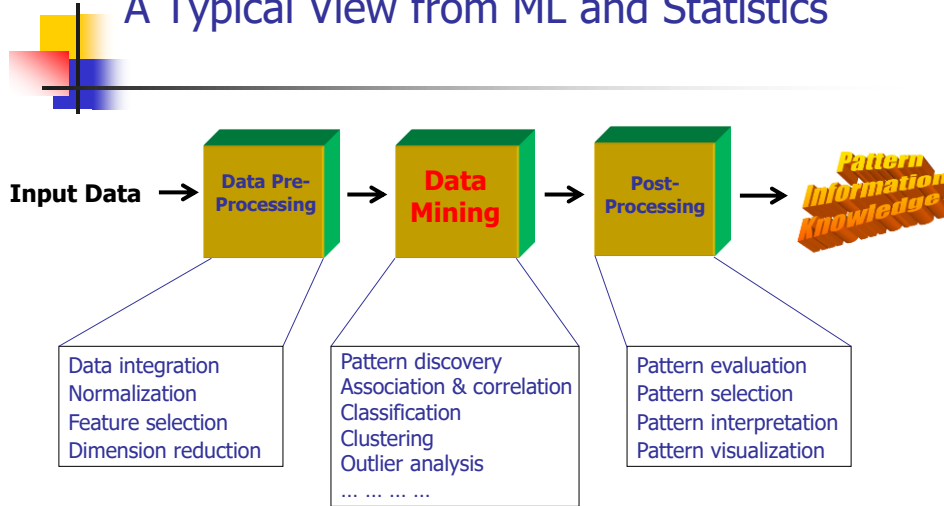 A Typical View from ML and Statistics
Input Data
Data Pre-
Processing
Data
Mining
Post-
Processing
Pattern
Information
Knowledge
Data integration
Normalization
Feature selection
Dimension reduction
Pattern discovery
Association & correlation
Classification
Clustering
Outlier analysis
… … … …
Pattern evaluation
Pattern selection
Pattern interpretation
Pattern visualization